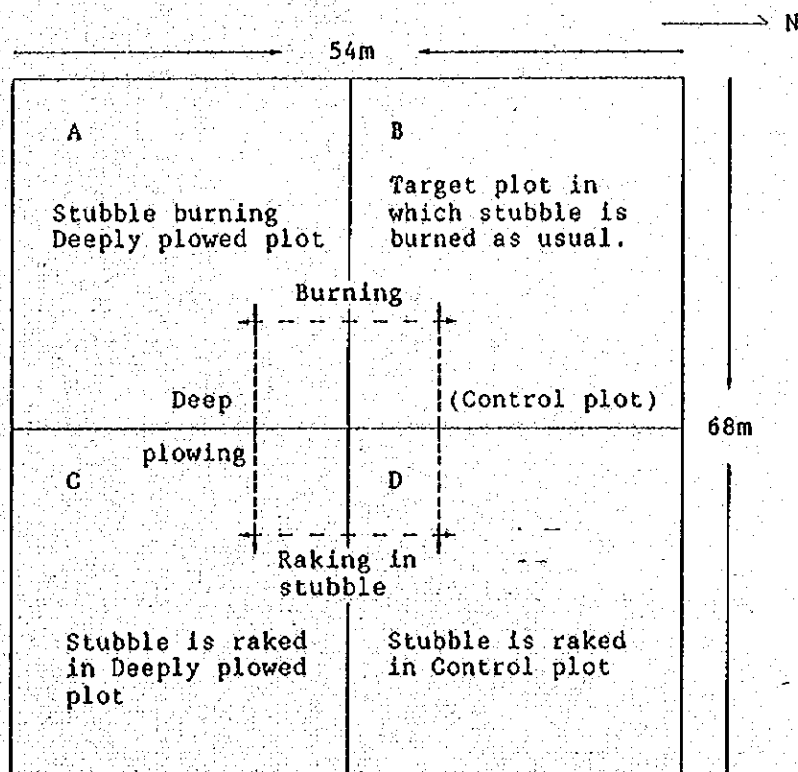 N
54m
A
B
Stubble burning
Deeply plowed plot
Target plot in
which stubble is
burned as usual.
Burning
Deep
plowing
(Control plot)
68m
C
D
Raking in
stubble
Stubble is raked
in Deeply plowed
plot
Stubble is raked
in Control plot